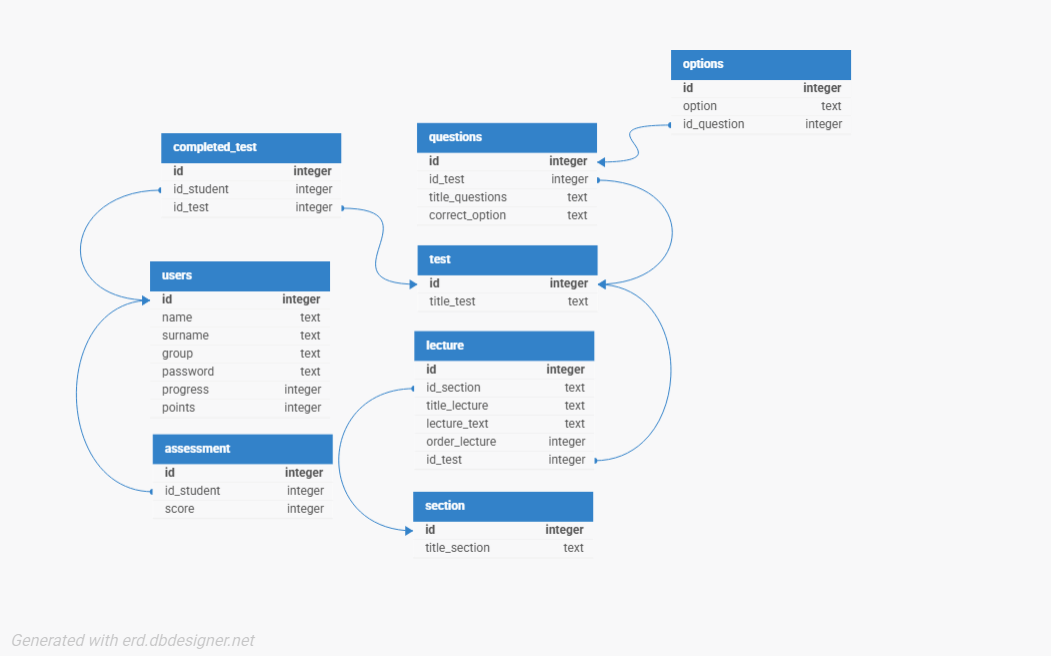 options
id integer
option text
id_question integer
questions
id integer
id_test integer
title_questions text
correct_option text
completed_test
id integer
id_student integer
id_test integer
test
id integer
title_test text
users
id integer
name text
surname text
group text
password text
progress integer
points integer
lecture
id integer
id_section text
title_lecture text
lecture_text text
order_lecture integer
id_test integer
assessment
id integer
id_student integer
score integer
section
id integer
title_section text
Generated with erd.dbdesigner.net